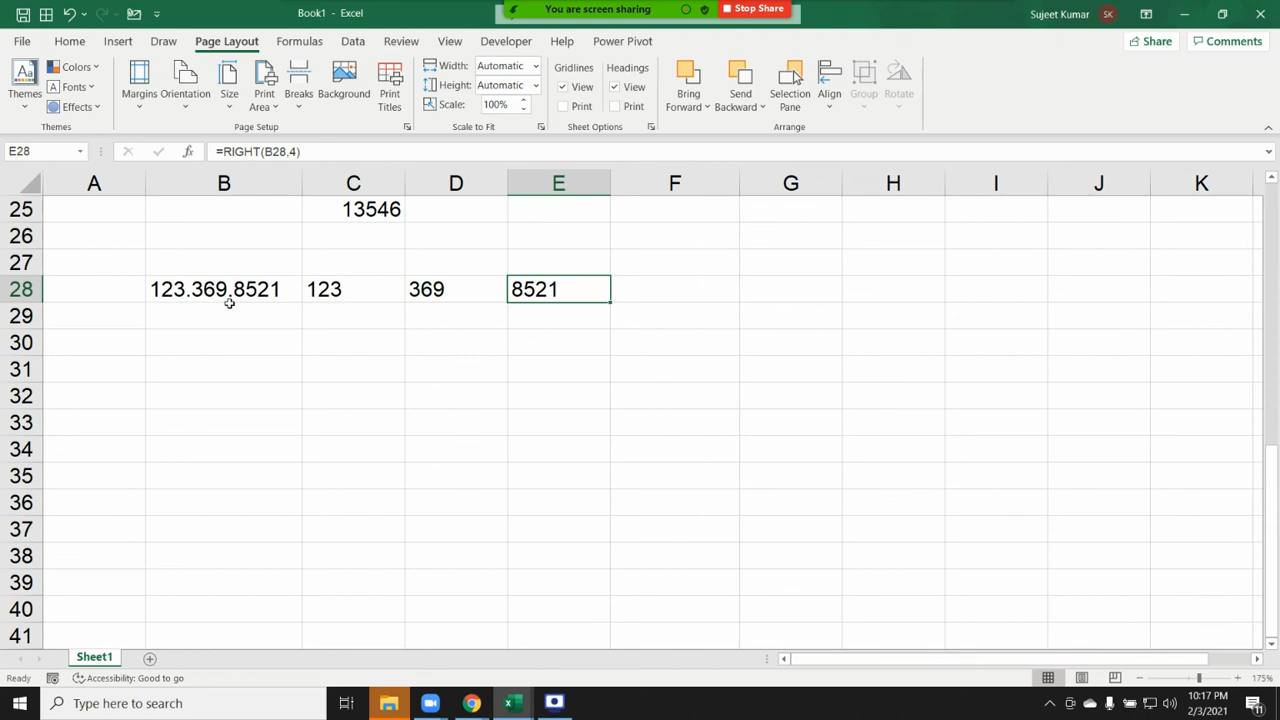 Book1 - Excel
You are screen sharing
Stop Share
Sujeet Kumar
SK
File Home Insert Draw Page Layout Formulas Data Review View Developer Help Power Pivot
Share
Comments
Themes
Colors
Fonts
Effects
Themes
Margins
Orientation
Size
Print Area
Breaks
Background
Print Titles
Page Setup
Width: Automatic
Height: Automatic
Scale: 100%
Scale to Fit
Gridlines
View
Print
Headings
View
Print
Sheet Options
Bring Forward
Send Backward
Selection Pane
Align
Group
Rotate
Arrange
E28
fx
=RIGHT(B28,4)
A B C D E F G H I J K
25 13546
26
27
28 123.369.8521 123 369 8521
29
30
31
32
33
34
35
36
37
38
39
40
41
Sheet1
Ready
Accessibility: Good to go
175%
Type here to search
10:17 PM
2/3/2021
11